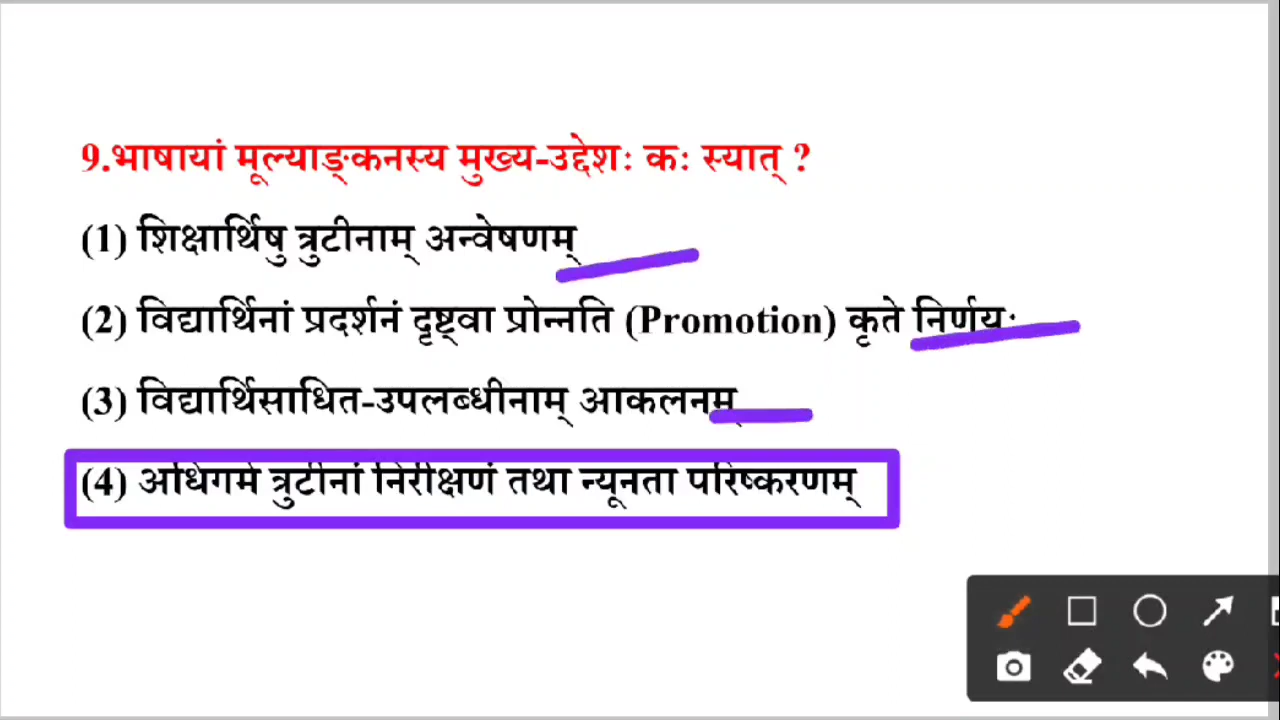 9.भाषायां मूल्याङ्कनस्य मुख्य-उद्देशः कः स्यात् ?
(1) शिक्षार्थिषु त्रुटीनाम् अन्वेषणम्
(2) विद्यार्थिनां प्रदर्शनं दृष्ट्वा प्रोन्नति (Promotion) कृते निर्णयः
(3) विद्यार्थिसाधित-उपलब्धीनाम् आकलनम्
(4) अधिगमे त्रुटीनां निरीक्षणं तथा न्यूनता परिष्करणम्